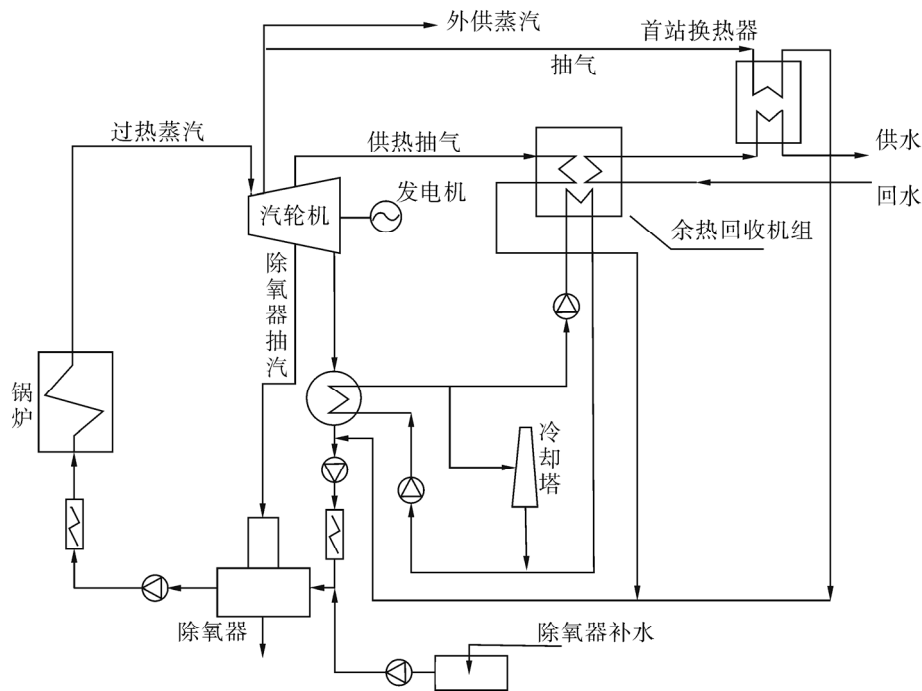 外供蒸汽
首站换热器
抽气
过热蒸汽
供热抽气
供水
回水
汽轮机
发电机
余热回收机组
除氧器抽汽
锅炉
冷却塔
除氧器
除氧器补水